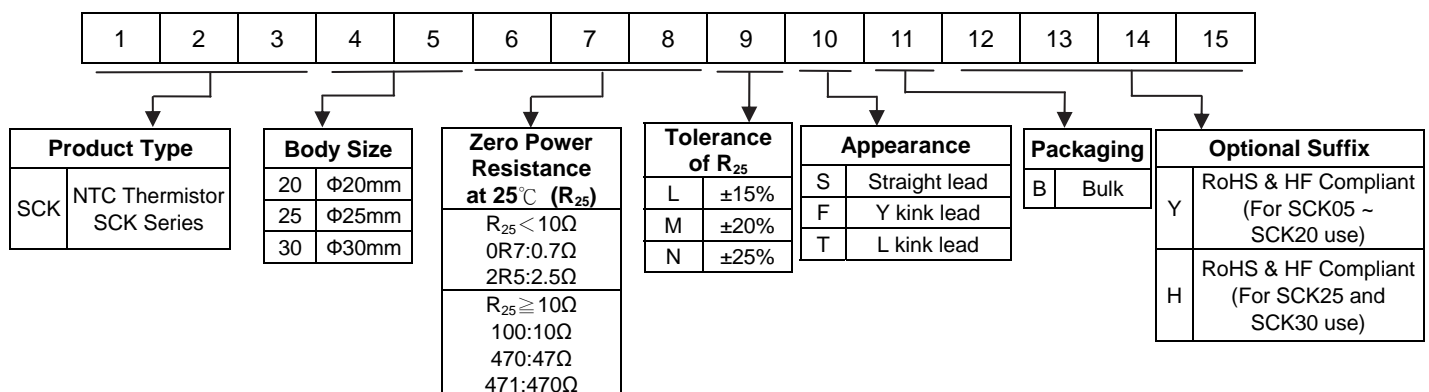 1 2 3 4 5 6 7 8 9 10 11 12 13 14 15
Product Type
SCK NTC Thermistor
SCK Series
Body Size
20 Φ20mm
25 Φ25mm
30 Φ30mm
Zero Power
Resistance
at 25℃ (R₂₅)
R₂₅<10Ω
0R7:0.7Ω
2R5:2.5Ω
R₂₅≧10Ω
100:10Ω
470:47Ω
471:470Ω
Tolerance
of R₂₅
L ±15%
M ±20%
N ±25%
Appearance
S Straight lead
F Y kink lead
T L kink lead
Packaging
B Bulk
Optional Suffix
Y RoHS & HF Compliant
(For SCK05 ~
SCK20 use)
H RoHS & HF Compliant
(For SCK25 and
SCK30 use)